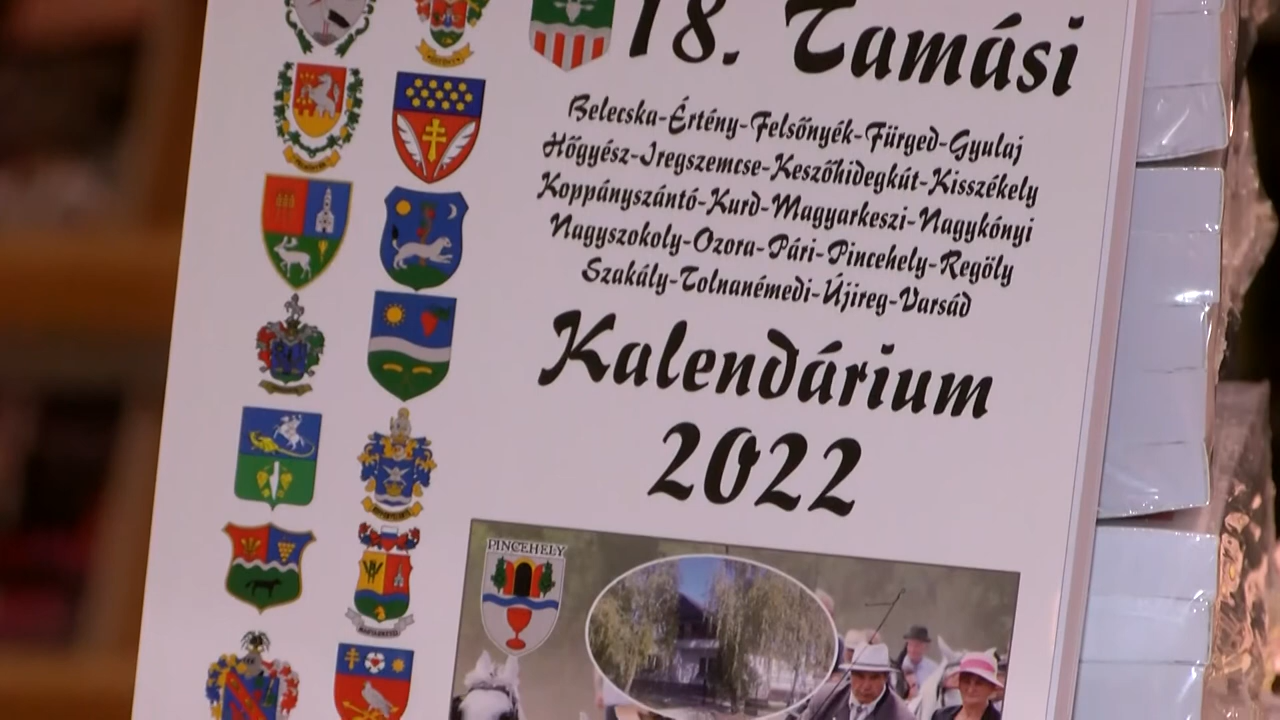 18. Tamási
Belecska-Értény-Felsőnyék-Fürged-Gyulaj
Hőgyész-Iregszemcse-Keszőhidegkút-Kisszékely
Koppányszántó-Kurd-Magyarkeszi-Nagykónyi
Nagyszokoly-Ozora-Pári-Pincehely-Regöly
Szakály-Tolnanémedi-Újireg-Varsád
Kalendárium
2022
PINCEHELY